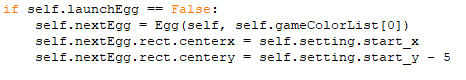 if self.launchEgg == False:
    self.nextEgg = Egg(self, self.gameColorList[0])
    self.nextEgg.rect.centerx = self.setting.start_x
    self.nextEgg.rect.centery = self.setting.start_y - 5